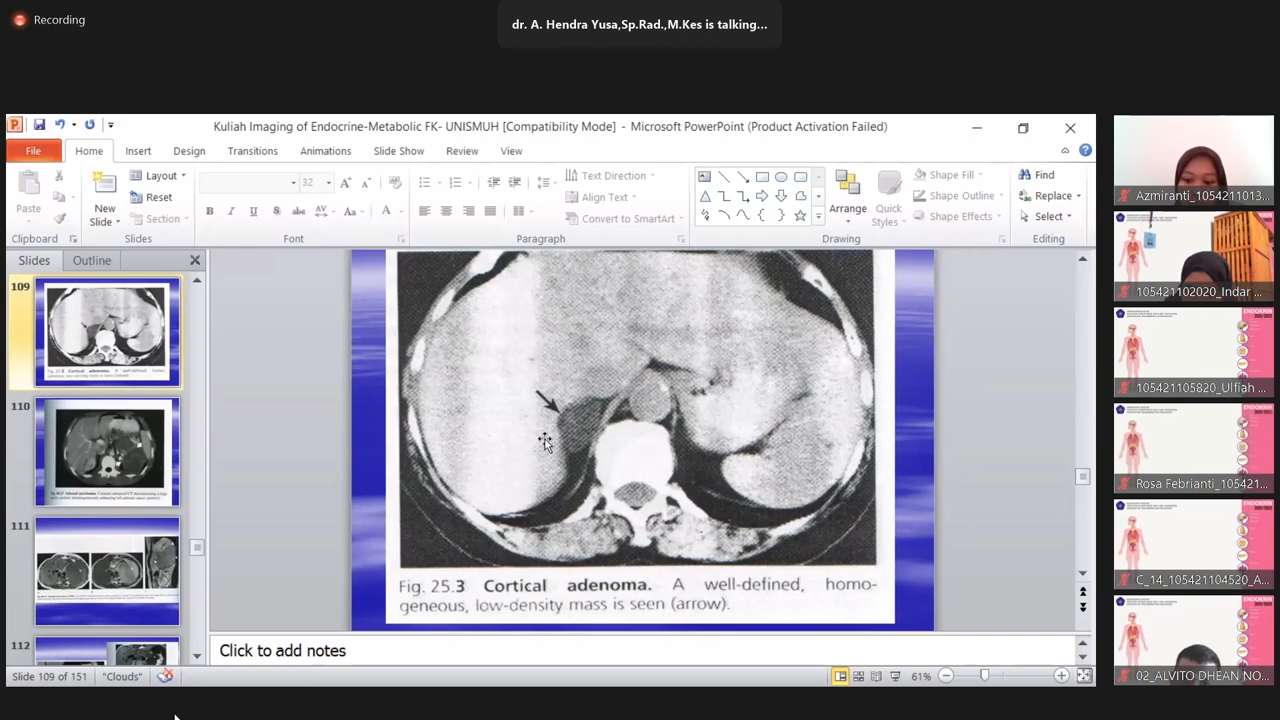 Recording
dr. A. Hendra Yusa,Sp.Rad.,M.Kes is talking...
Kuliah Imaging of Endocrine-Metabolic FK- UNISMUH [Compatibility Mode] - Microsoft PowerPoint (Product Activation Failed)
File Home Insert Design Transitions Animations Slide Show Review View
Paste
New
Slide
Layout
Reset
Section
32
B I U S abc AV Aa A
Text Direction
Align Text
Convert to SmartArt
Arrange
Quick
Styles
Shape Fill
Shape Outline
Shape Effects
Find
Replace
Select
Clipboard Slides Font Paragraph Drawing Editing
Slides Outline
109
110
111
112
Fig. 25.3 Cortical adenoma. A well-defined, homo-
geneous, low-density mass is seen (arrow).
Click to add notes
Slide 109 of 151 "Clouds" 61%
Azmiranti_1054211013...
105421102020_Indar ...
105421105820_Ulfiah ...
Rosa Febrianti_105421...
C_14_105421104520_A...
02_ALVITO DHEAN NO...